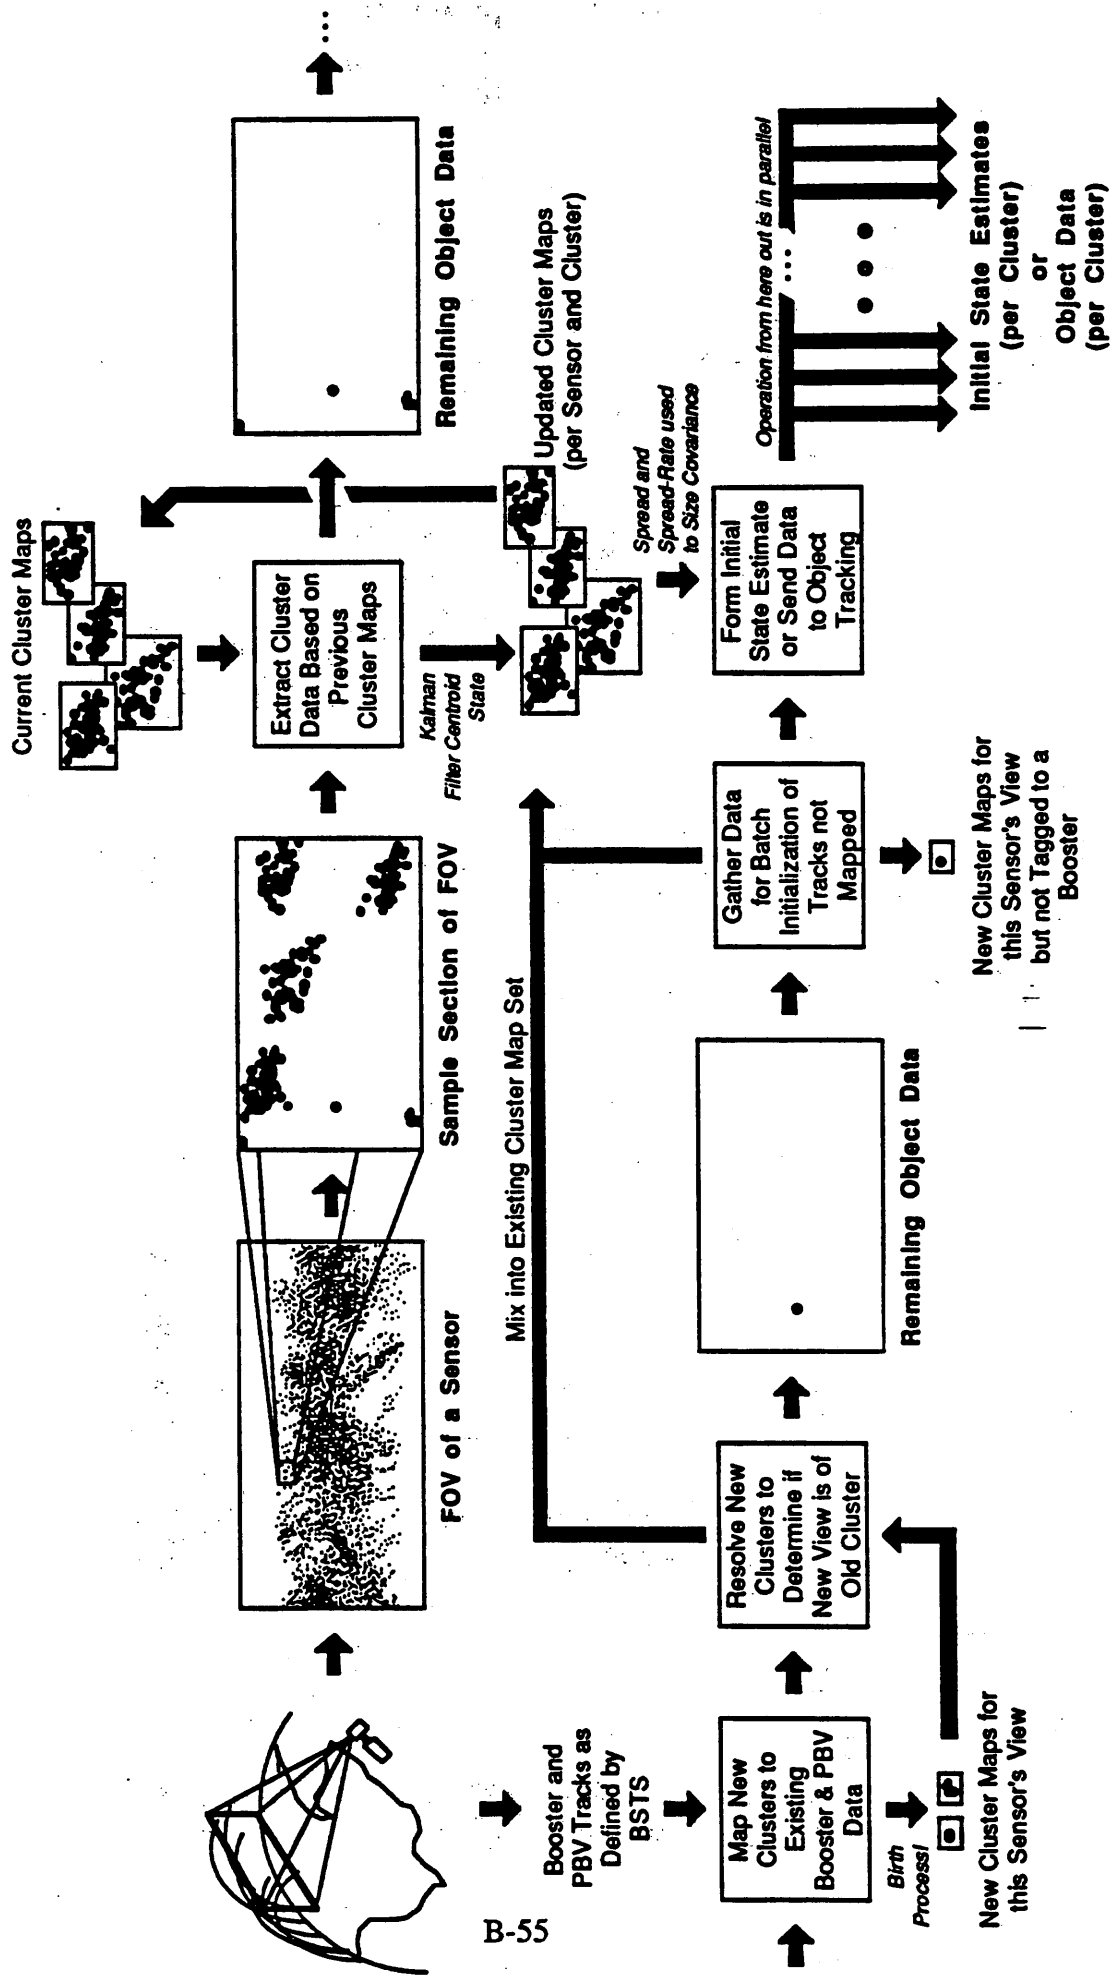 Current Cluster Maps
Extract Cluster
Data Based on
Previous
Cluster Maps
Kalman
Filter Centroid
State
FOV of a Sensor
Sample Section of FOV
Remaining Object Data
...
Updated Cluster Maps
(per Sensor and Cluster)
Mix into Existing Cluster Map Set
Spread and
Spread-Rate used
to Size Covariance
Booster and
PBV Tracks as
Defined by
BSTS
Map New
Clusters to
Existing
Booster & PBV
Data
Birth
Process!
New Cluster Maps for
this Sensor's View
Resolve New
Clusters to
Determine if
New View is of
Old Cluster
Remaining Object Data
Gather Data
for Batch
Initialization of
Tracks not
Mapped
New Cluster Maps for
this Sensor's View
but not Tagged to a
Booster
Form Initial
State Estimate
or Send Data
to Object
Tracking
Operation from here out is in parallel
...
Initial State Estimates
(per Cluster)
or
Object Data
(per Cluster)
B-55